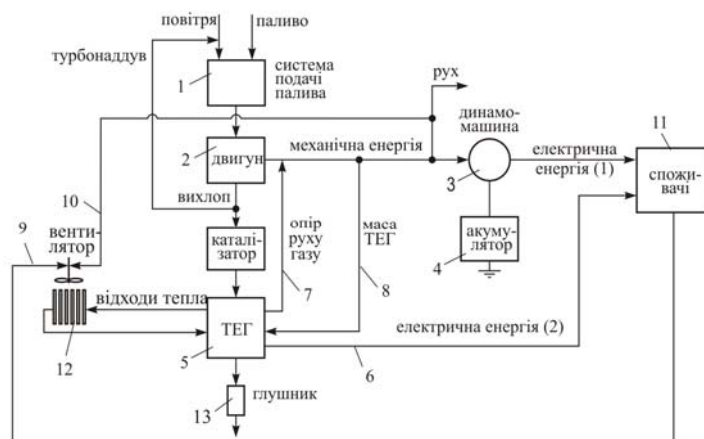 повітря
паливо
турбонаддув
1
система
подачі
палива
рух
2
двигун
механічна енергія
динамо-
машина
3
електрична
енергія (1)
11
спожи-
вачі
вихлоп
10
9
венти-
лятор
каталі-
затор
опір
руху
газу
7
маса
ТЕГ
8
акуму-
лятор
4
відходи тепла
ТЕГ
5
електрична енергія (2)
6
12
13
глушник